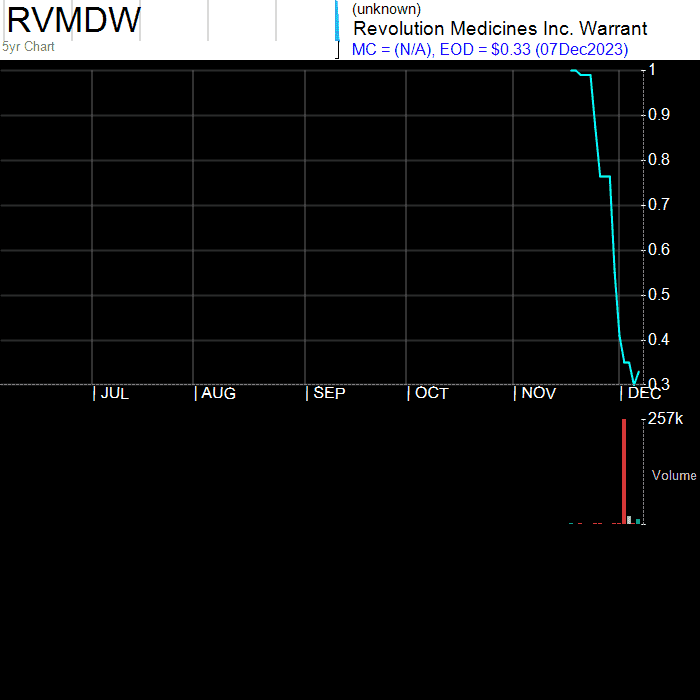 RVMDW
5yr Chart
(unknown)
Revolution Medicines Inc. Warrant
MC = (N/A), EOD = $0.33 (07Dec2023)
1
0.9
0.8
0.7
0.6
0.5
0.4
0.3
| JUL | AUG | SEP | OCT | NOV | DEC
257k
Volume